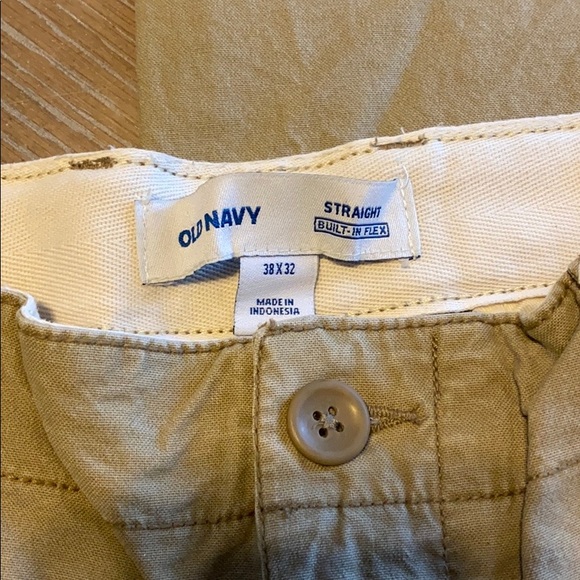 OLD NAVY
STRAIGHT
BUILT-IN FLEX
38 X 32
MADE IN
INDONESIA